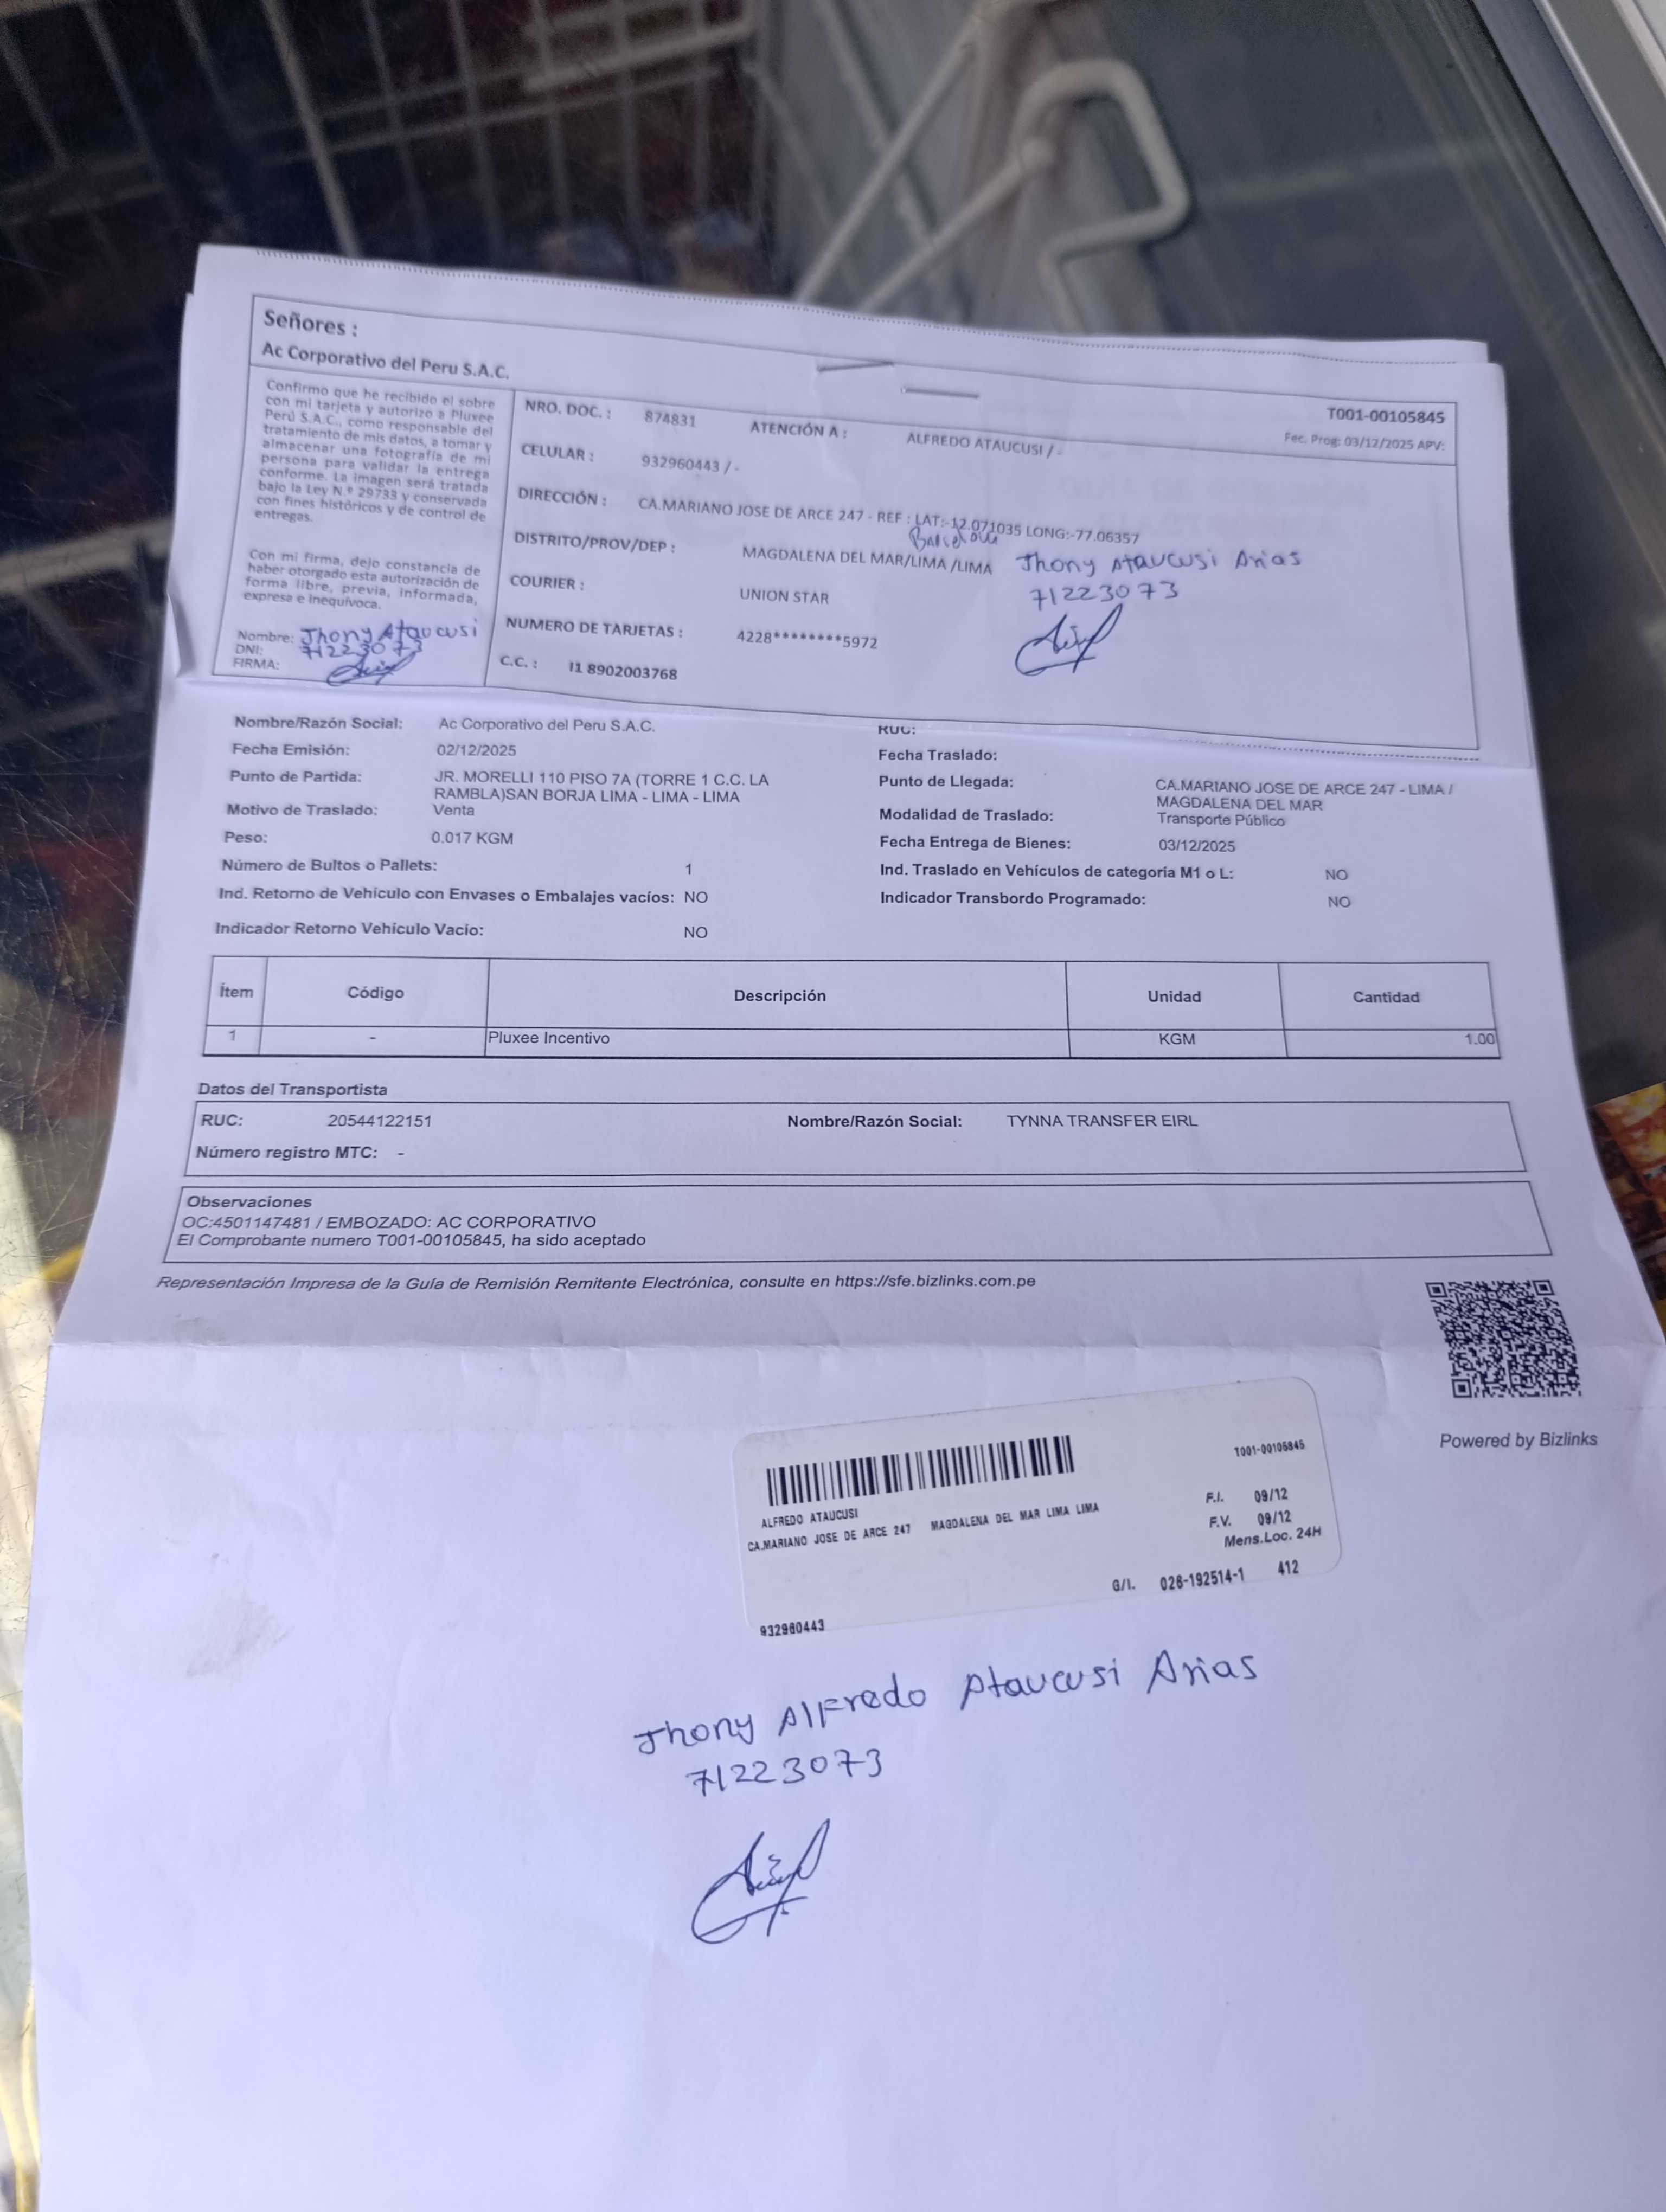 Señores :
Ac Corporativo del Peru S.A.C.
Confirmo que he recibido el sobre
con mi tarjeta y autorizo a Pluxee
Perú S.A.C., como responsable del
tratamiento de mis datos, a tomar y
almacenar una fotografía de mi
persona para validar la entrega
conforme. La imagen será tratada
bajo la Ley N.º 29733 y conservada
con fines históricos y de control de
entregas.
Con mi firma, dejo constancia de
haber otorgado esta autorización de
forma libre, previa, informada,
expresa e inequívoca.
Nombre: Jhony Ataucusi
DNI: 71223073
FIRMA:
T001-00105845
NRO. DOC. : 874831 ATENCIÓN A : ALFREDO ATAUCUSI / - Fec. Prog: 03/12/2025 APV:
CELULAR : 932960443 / -
DIRECCIÓN : CA.MARIANO JOSE DE ARCE 247 - REF : LAT:-12.071035 LONG:-77.06357
DISTRITO/PROV/DEP : MAGDALENA DEL MAR/LIMA /LIMA
COURIER : UNION STAR
NUMERO DE TARJETAS : 4228********5972
C.C. : I1 8902003768
Jhony Ataucusi Arias
71223073
Nombre/Razón Social: Ac Corporativo del Peru S.A.C. RUC:
Fecha Emisión: 02/12/2025 Fecha Traslado:
Punto de Partida: JR. MORELLI 110 PISO 7A (TORRE 1 C.C. LA
RAMBLA)SAN BORJA LIMA - LIMA - LIMA
Punto de Llegada: CA.MARIANO JOSE DE ARCE 247 - LIMA /
MAGDALENA DEL MAR
Motivo de Traslado: Venta Modalidad de Traslado: Transporte Público
Peso: 0.017 KGM Fecha Entrega de Bienes: 03/12/2025
Número de Bultos o Pallets: 1 Ind. Traslado en Vehículos de categoría M1 o L: NO
Ind. Retorno de Vehículo con Envases o Embalajes vacíos: NO Indicador Transbordo Programado: NO
Indicador Retorno Vehículo Vacío: NO
Ítem Código Descripción Unidad Cantidad
1 - Pluxee Incentivo KGM 1.00
Datos del Transportista
RUC: 20544122151 Nombre/Razón Social: TYNNA TRANSFER EIRL
Número registro MTC: -
Observaciones
OC:4501147481 / EMBOZADO: AC CORPORATIVO
El Comprobante numero T001-00105845, ha sido aceptado
Representación Impresa de la Guía de Remisión Remitente Electrónica, consulte en https://sfe.bizlinks.com.pe
Powered by Bizlinks
T001-00105845
ALFREDO ATAUCUSI
CA.MARIANO JOSE DE ARCE 247 MAGDALENA DEL MAR LIMA LIMA
F.I. 09/12
F.V. 09/12
Mens.Loc. 24H
G/I. 026-192514-1 412
932960443
Jhony Alfredo Ataucusi Arias
71223073